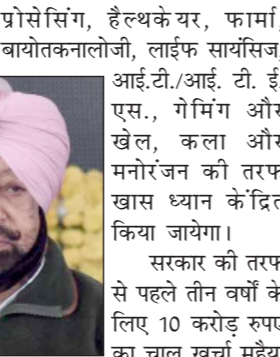 प्रोसेसिंग, हैल्थकेयर, फार्मा,
बायोतकनालोजी, लाईफ सायंसिज,
आई.टी./आई. टी. ई.
एस., गेमिंग और
खेल, कला और
मनोरंजन की तरफ
खास ध्यान केंद्रित
किया जायेगा।
सरकार की तरफ
से पहले तीन वर्षों के
लिए 10 करोड़ रुपए
का चालू खर्चा मुहैया